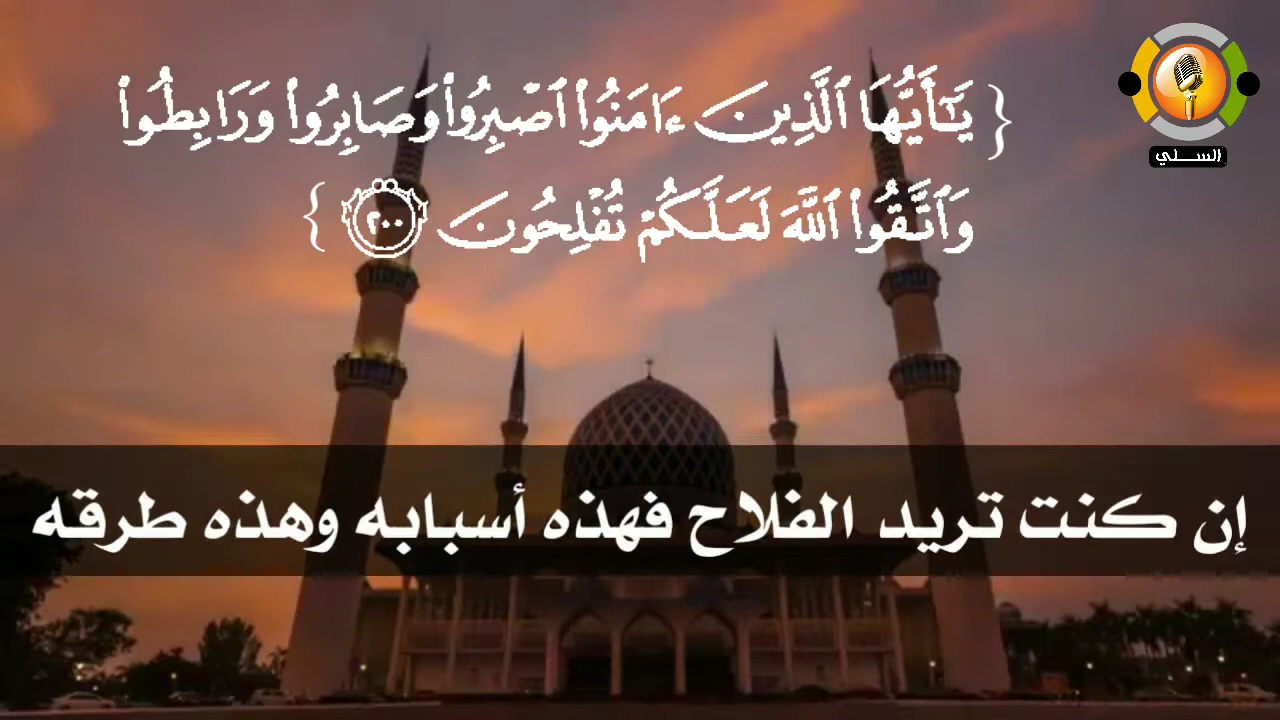 { يَٰٓأَيُّهَا ٱلَّذِينَ ءَامَنُواْ ٱصۡبِرُواْ وَصَابِرُواْ وَرَابِطُواْ
وَٱتَّقُواْ ٱللَّهَ لَعَلَّكُمۡ تُفۡلِحُونَ ٢٠٠ }
السلي
إن كنت تريد الفلاح فهذه أسبابه وهذه طرقه